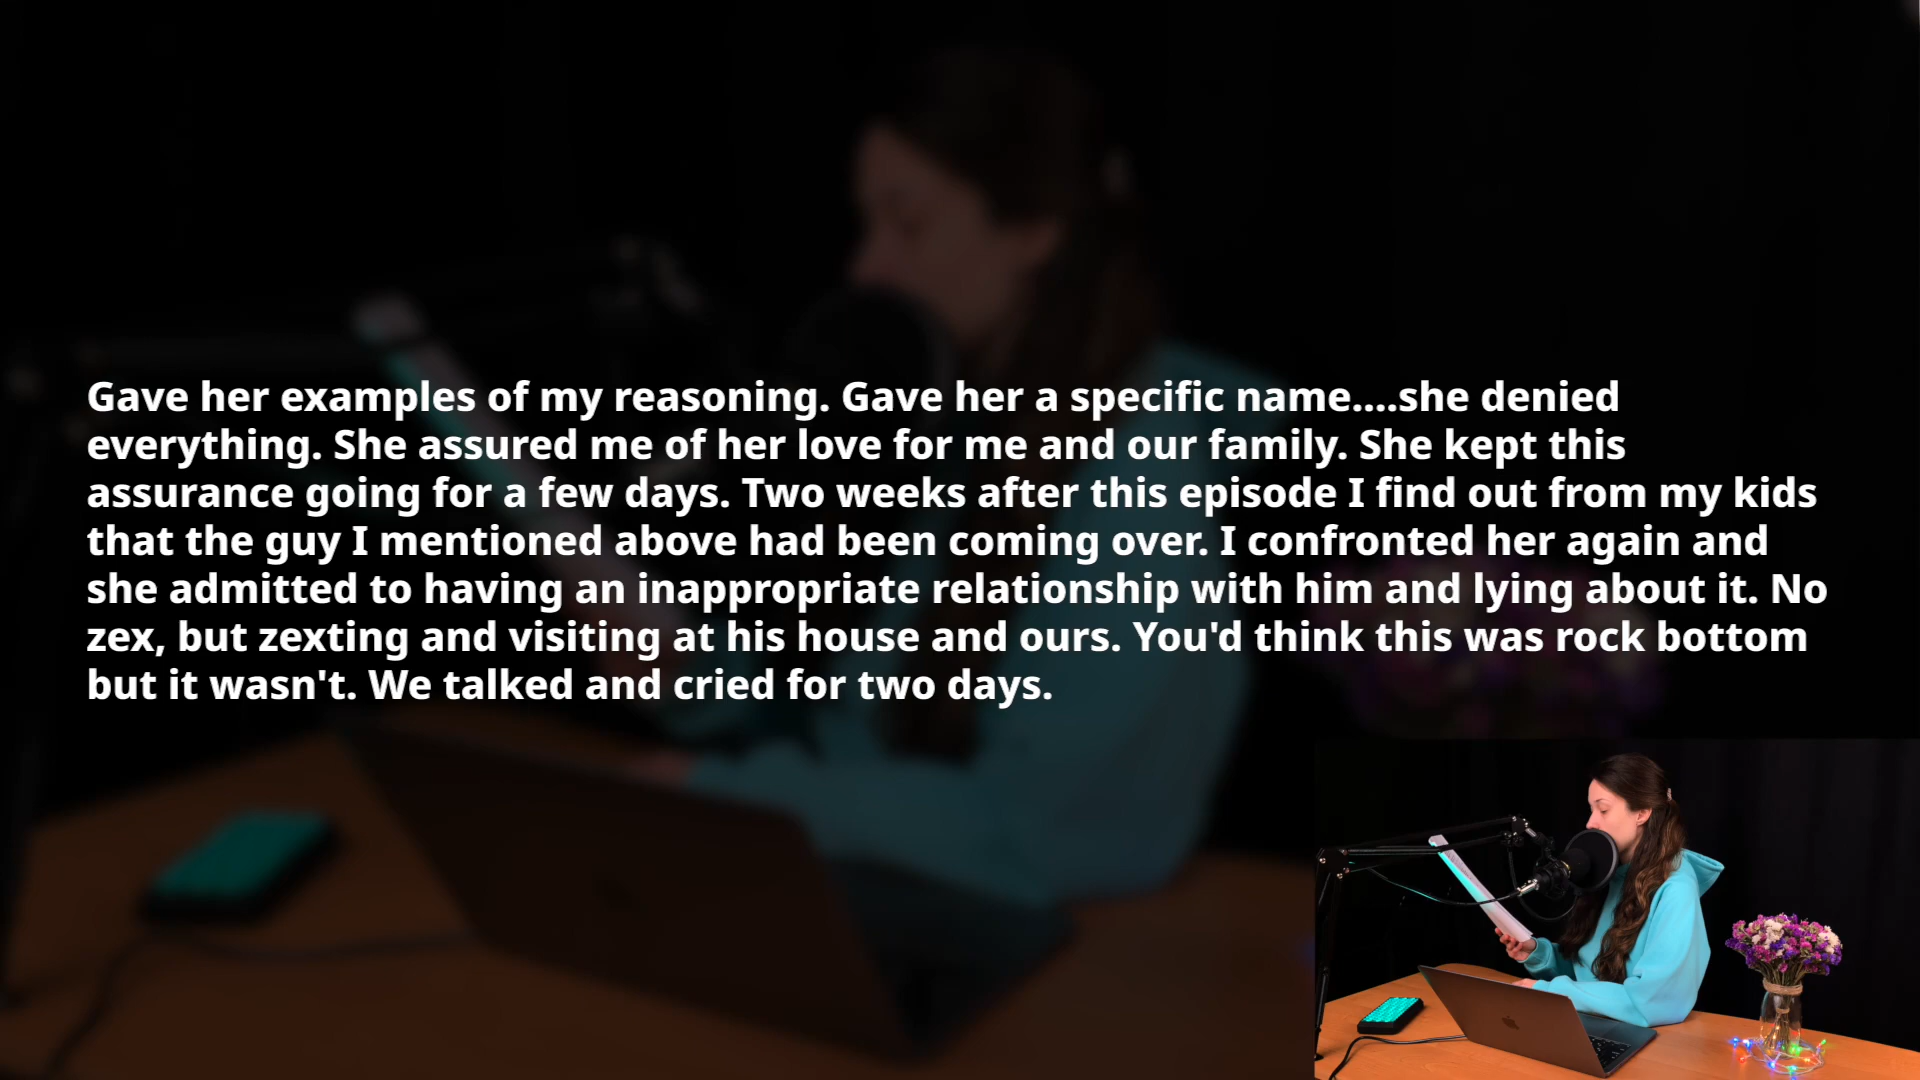 Gave her examples of my reasoning. Gave her a specific name....she denied
everything. She assured me of her love for me and our family. She kept this
assurance going for a few days. Two weeks after this episode I find out from my kids
that the guy I mentioned above had been coming over. I confronted her again and
she admitted to having an inappropriate relationship with him and lying about it. No
zex, but zexting and visiting at his house and ours. You'd think this was rock bottom
but it wasn't. We talked and cried for two days.